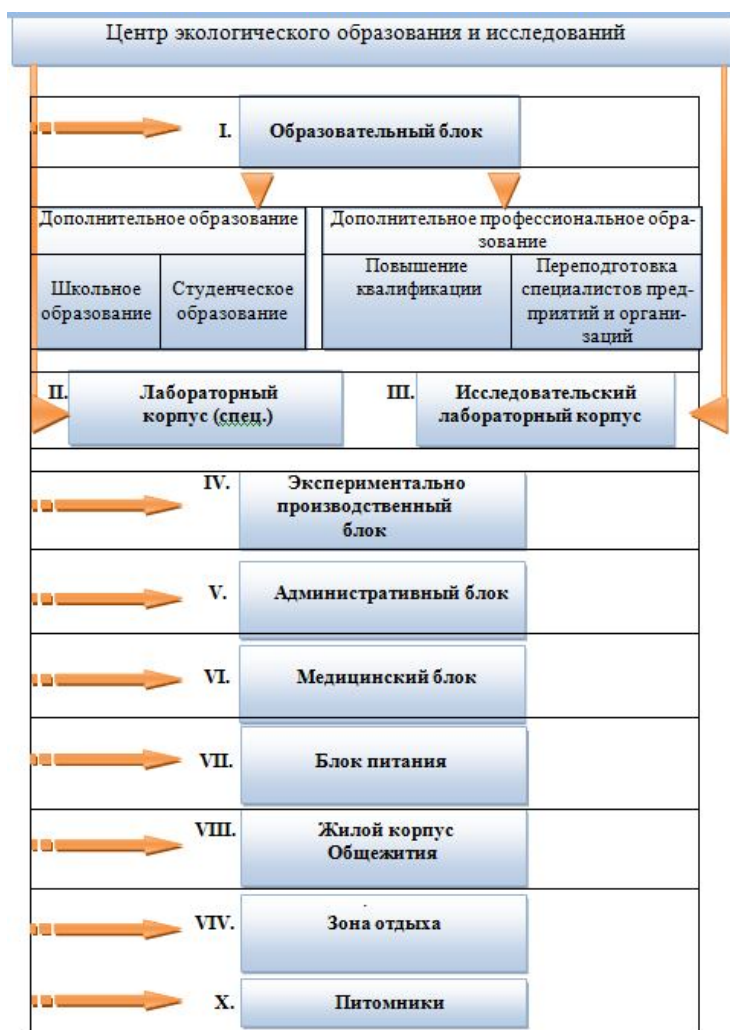 Центр экологического образования и исследований
I. Образовательный блок
Дополнительное образование
Дополнительное профессиональное обра-
зование
Школьное
образование
Студенческое
образование
Повышение
квалификации
Переподготовка
специалистов пред-
приятий и органи-
заций
II. Лабораторный
корпус (спец.)
III. Исследовательский
лабораторный корпус
IV. Экспериментально
производственный
блок
V. Административный блок
VI. Медицинский блок
VII. Блок питания
VIII. Жилой корпус
Общежития
VIV. Зона отдыха
X. Питомники